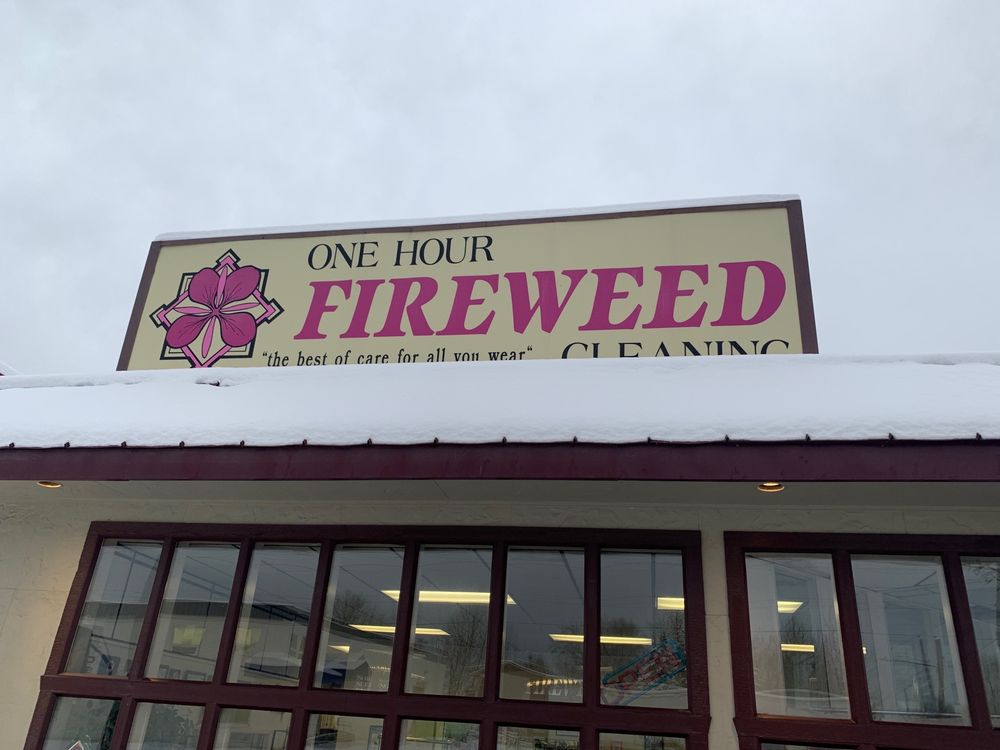 ONE HOUR
FIREWEED
"the best of care for all you wear" CLEANING